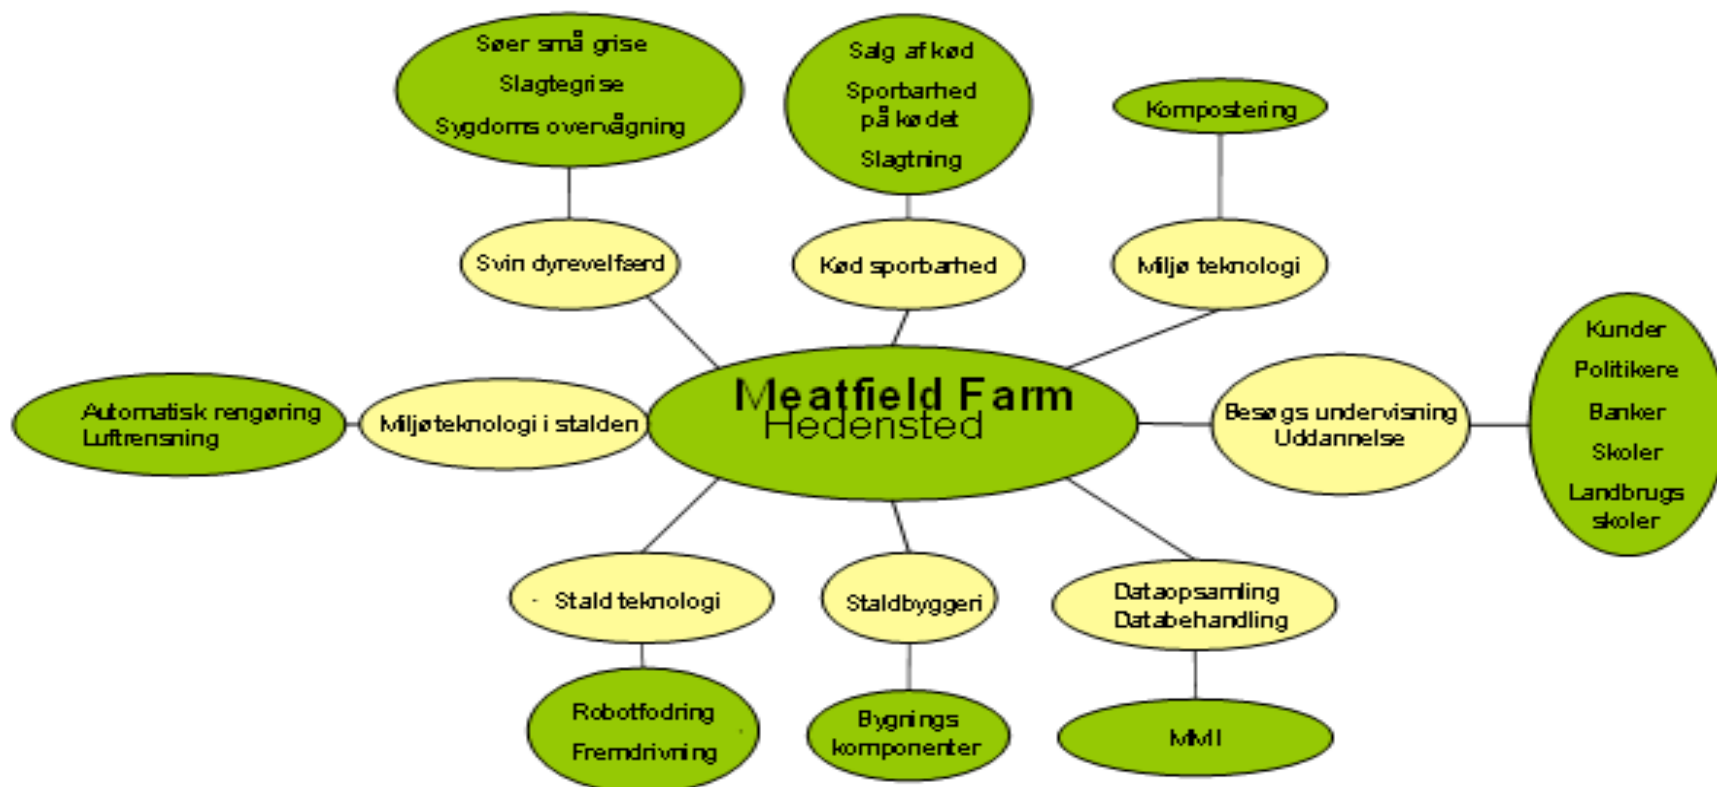 Søer små grise
Slagtegrise
Sygdoms overvågning
Salg af kød
Sporbarhed
på kødet
Slagtning
Kompostering
Svin dyrevelfærd
Kød sporbarhed
Miljø teknologi
Automatisk rengøring
Luftrensning
Miljøteknologi i stalden
Meatfield Farm
Hedensted
Besøgs undervisning
Uddannelse
Kunder
Politikere
Banker
Skoler
Landbrugs
skoler
- Stald teknologi
Staldbyggeri
Dataopsamling
Databehandling
Robotfodring
Fremdrivning
Bygnings
komponenter